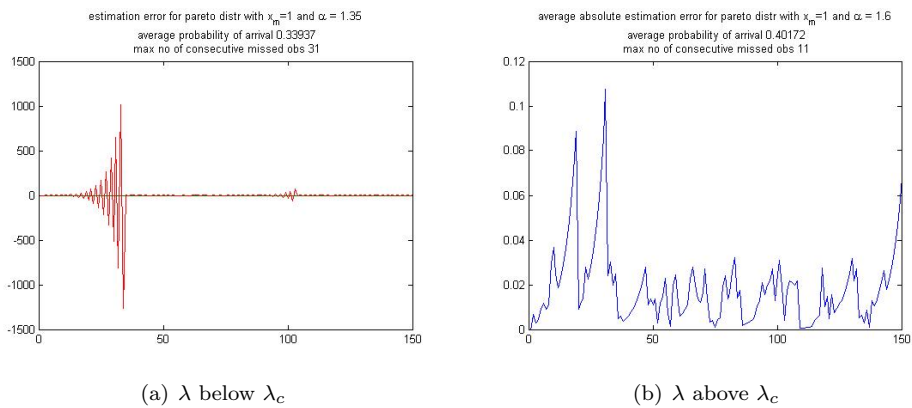 estimation error for pareto distr with x_m=1 and α = 1.35
average probability of arrival 0.33937
max no of consecutive missed obs 31
1500
1000
500
0
-500
-1000
-1500
0
50
100
150
(a) λ below λ_c
average absolute estimation error for pareto distr with x_m=1 and α = 1.6
average probability of arrival 0.40172
max no of consecutive missed obs 11
0.12
0.1
0.08
0.06
0.04
0.02
0
0
50
100
150
(b) λ above λ_c